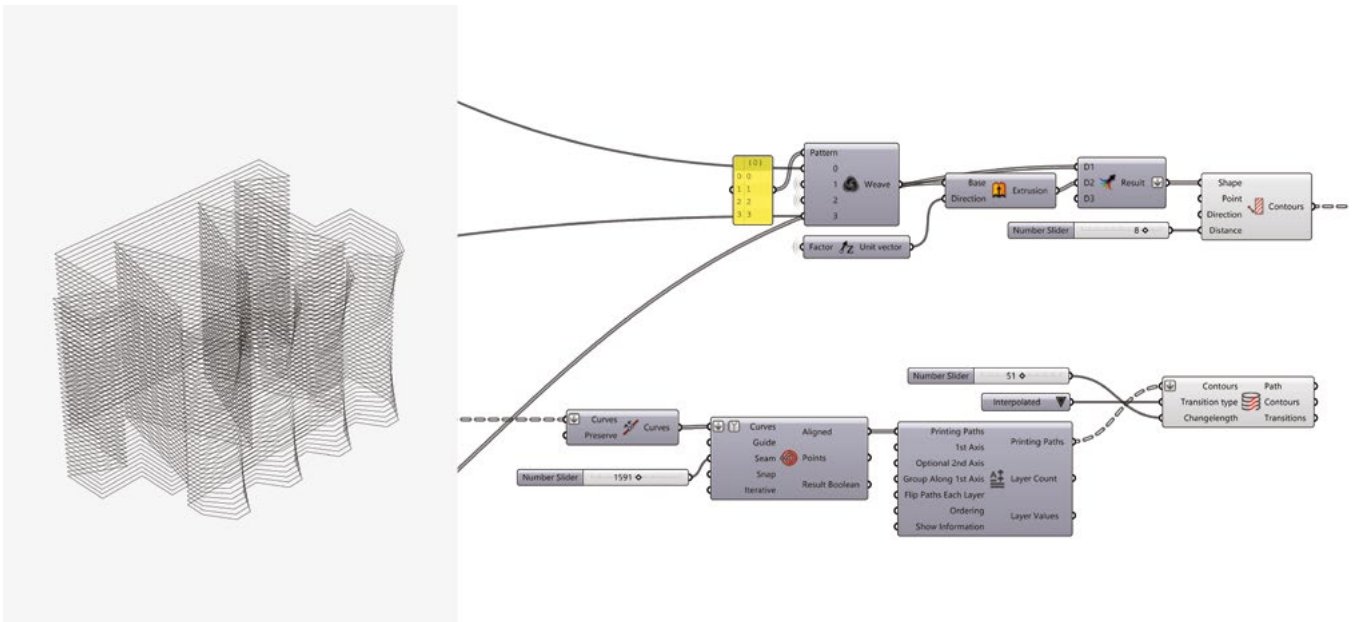 {0}
0 0
1 1
2 2
3 3
Pattern
0
1
2
3
Weave
Factor
Unit vector
Base
Direction
Extrusion
D1
D2
D3
Result
Number Slider
8
Shape
Point
Direction
Distance
Contours
Curves
Preserve
Curves
Number Slider
1591
Curves
Guide
Seam
Snap
Iterative
Aligned
Points
Result Boolean
Printing Paths
1st Axis
Optional 2nd Axis
Group Along 1st Axis
Flip Paths Each Layer
Ordering
Show Information
Printing Paths
Layer Count
Layer Values
Number Slider
51
Interpolated
Contours
Transition type
Changelength
Path
Contours
Transitions